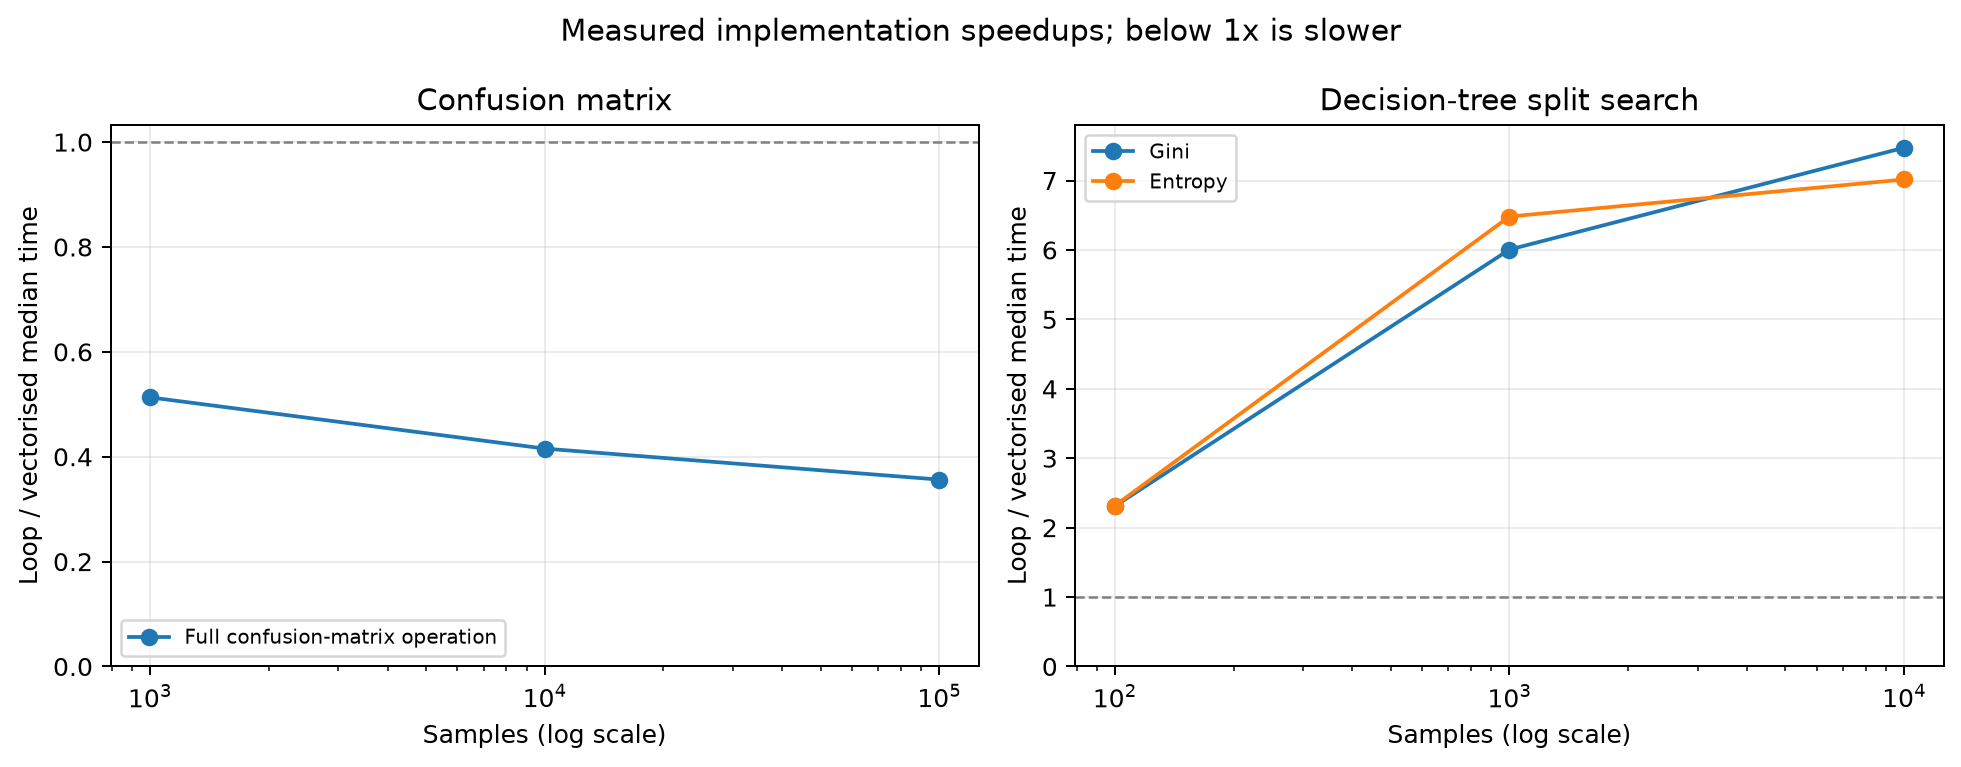 Measured implementation speedups; below 1x is slower
Confusion matrix
Loop / vectorised median time
1.0
0.8
0.6
0.4
0.2
0.0
Full confusion-matrix operation
10³
10⁴
10⁵
Samples (log scale)
Decision-tree split search
Loop / vectorised median time
7
6
5
4
3
2
1
0
Gini
Entropy
10²
10³
10⁴
Samples (log scale)